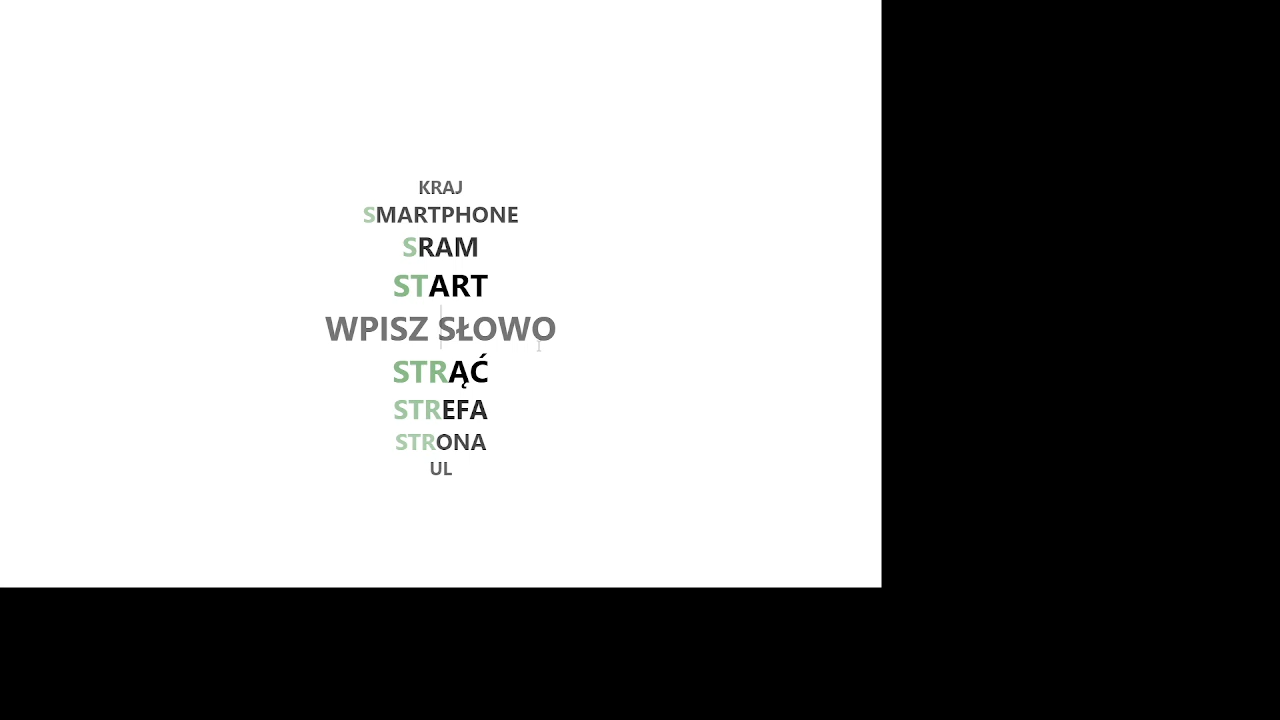 KRAJ
SMARTPHONE
SRAM
START
WPISZ SŁOWO
STRĄĆ
STREFA
STRONA
UL